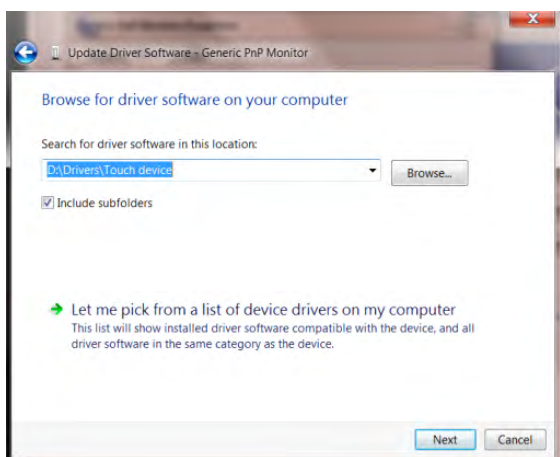 Update Driver Software - Generic PnP Monitor
Browse for driver software on your computer
Search for driver software in this location:
D:\Drivers\Touch device
Browse...
Include subfolders
Let me pick from a list of device drivers on my computer
This list will show installed driver software compatible with the device, and all
driver software in the same category as the device.
Next Cancel